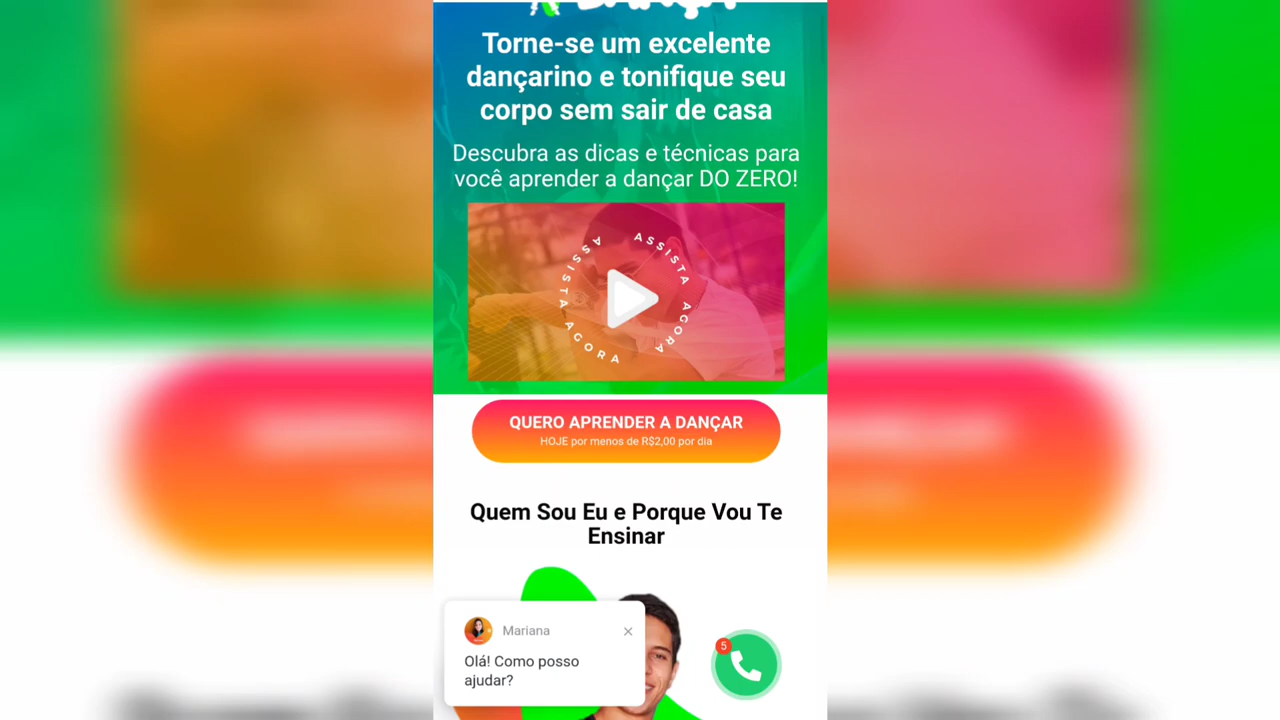 Torne-se um excelente
dançarino e tonifique seu
corpo sem sair de casa
Descubra as dicas e técnicas para
você aprender a dançar DO ZERO!
ASSISTA AGORA
ASSISTA AGORA
QUERO APRENDER A DANÇAR
HOJE por menos de R$2,00 por dia
Quem Sou Eu e Porque Vou Te
Ensinar
Mariana
Olá! Como posso
ajudar?
5